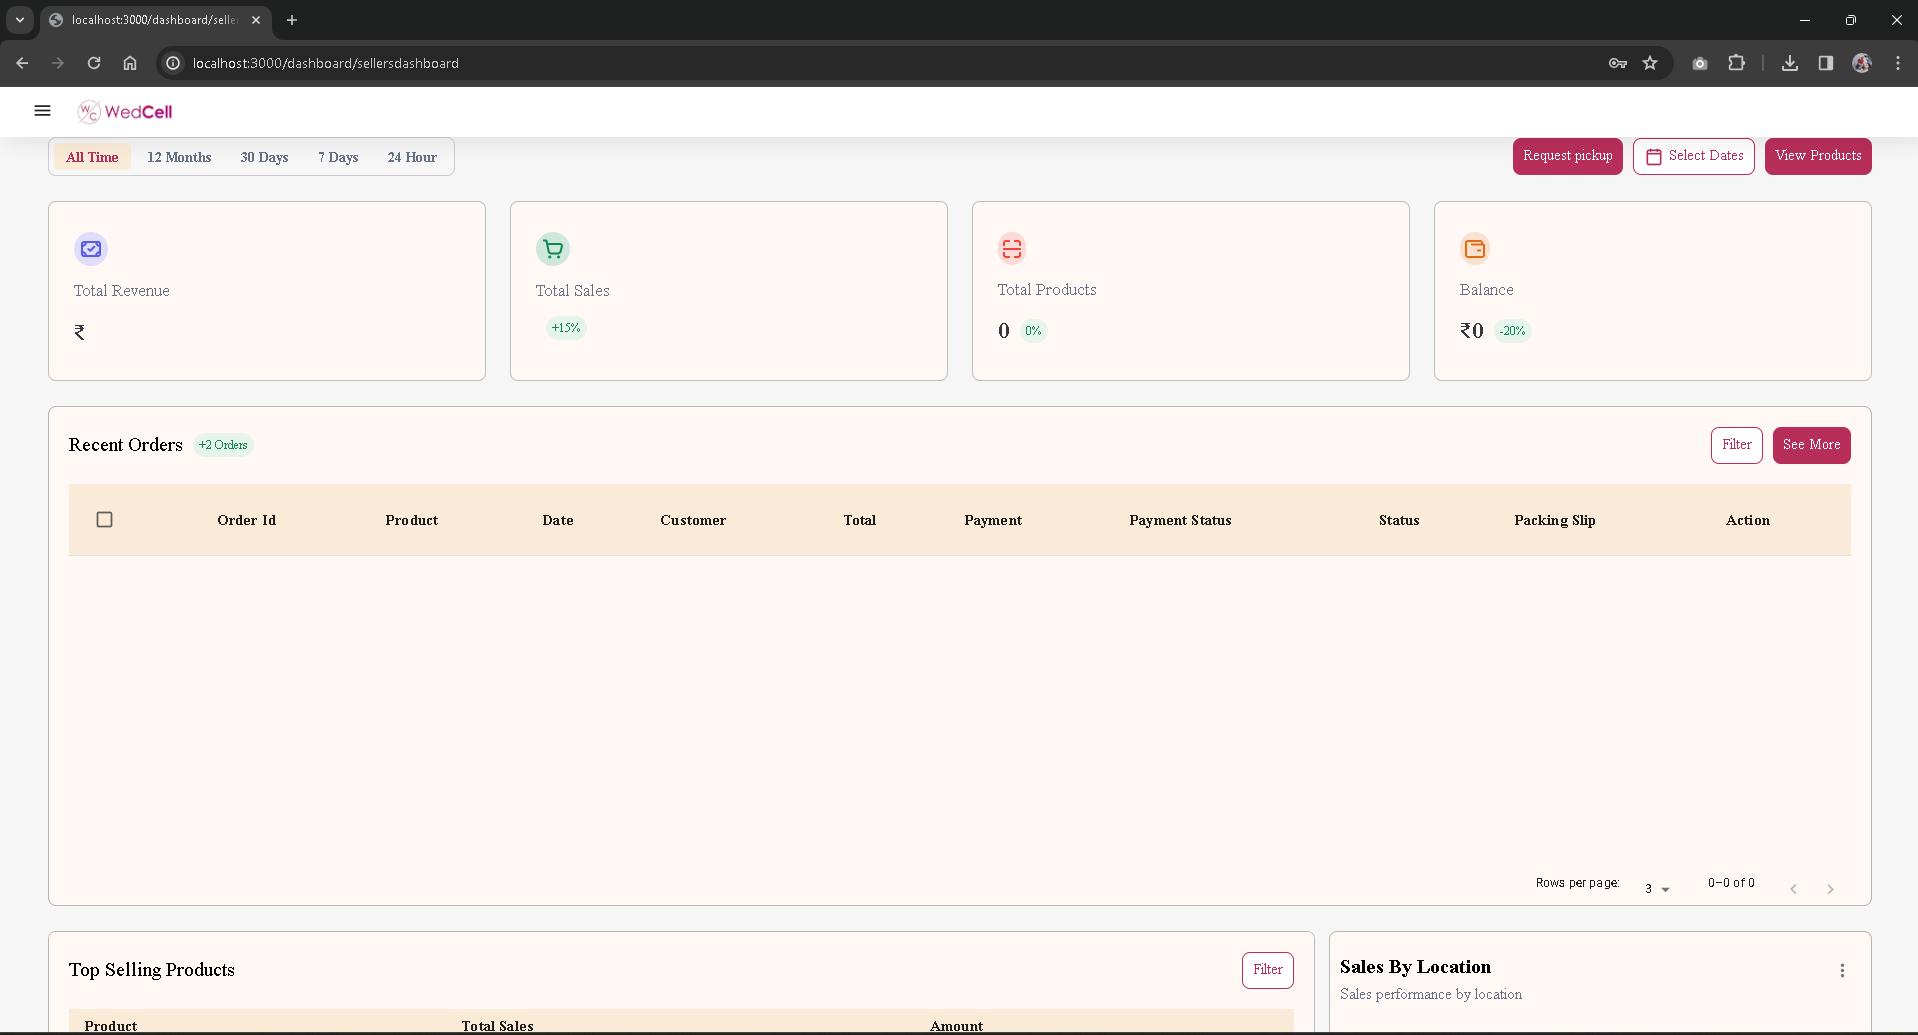 localhost:3000/dashboard/selle
localhost:3000/dashboard/sellersdashboard
WC WedCell
All Time 12 Months 30 Days 7 Days 24 Hour
Request pickup Select Dates View Products
Total Revenue
₹
Total Sales
+15%
Total Products
0 0%
Balance
₹0 -20%
Recent Orders +2 Orders
Filter See More
Order Id Product Date Customer Total Payment Payment Status Status Packing Slip Action
Rows per page: 3 0–0 of 0
Top Selling Products
Filter
Product Total Sales Amount
Sales By Location
Sales performance by location